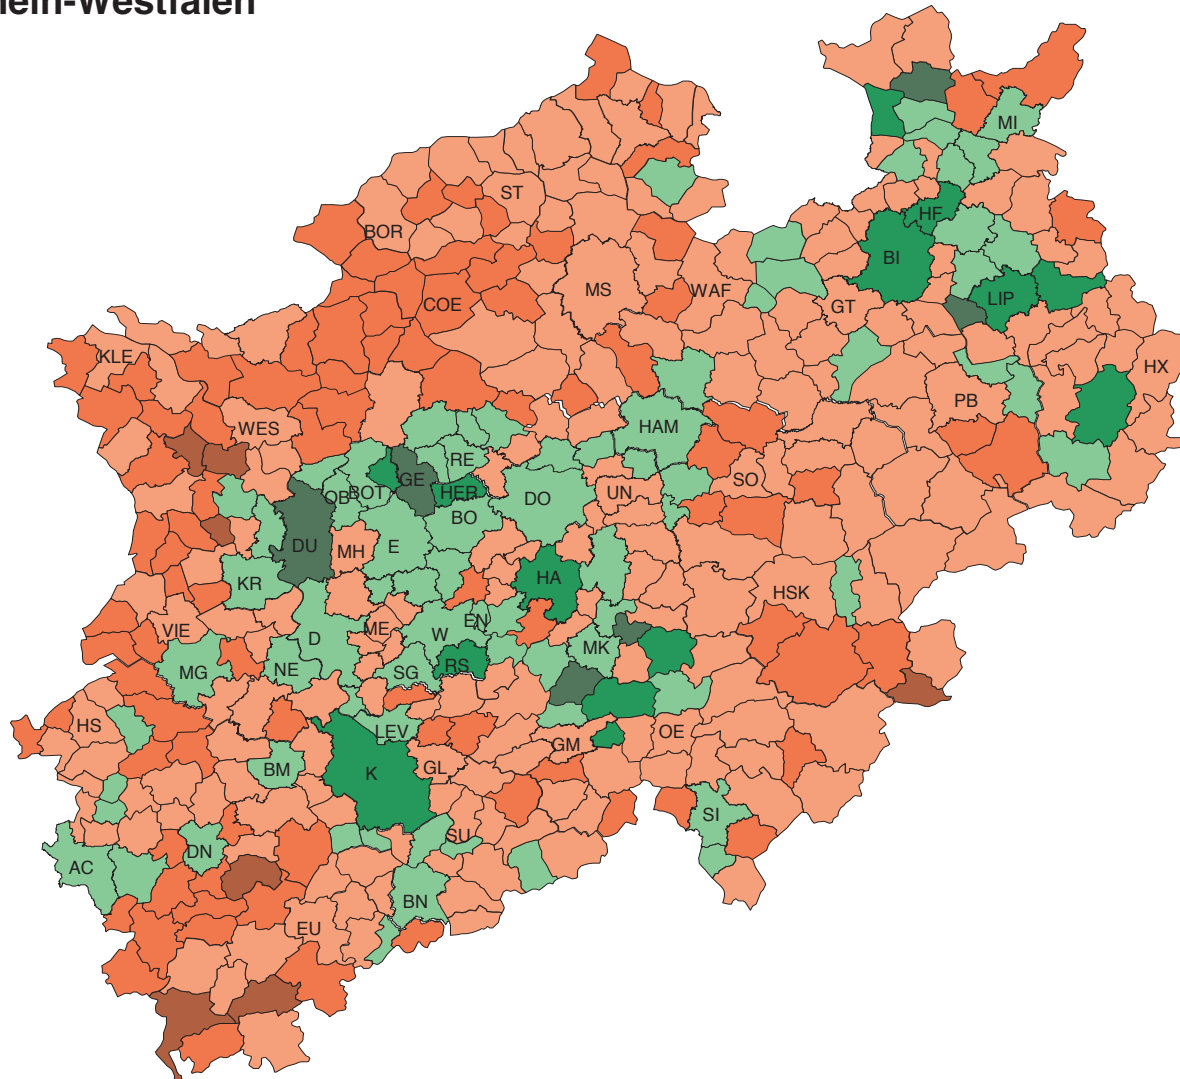 lein-Westfalen
MI
ST
HF
BOR
BI
MS
WAF
LIP
COE
GT
KLE
HX
PB
WES
HAM
RE
GE
SO
OB
BOT
HER
UN
DO
BO
DU
MH
E
HA
KR
HSK
EN
VIE
ME
W
D
MK
RS
NE
SG
MG
HS
LEV
OE
GM
BM
K
GL
SI
SU
DN
AC
BN
EU